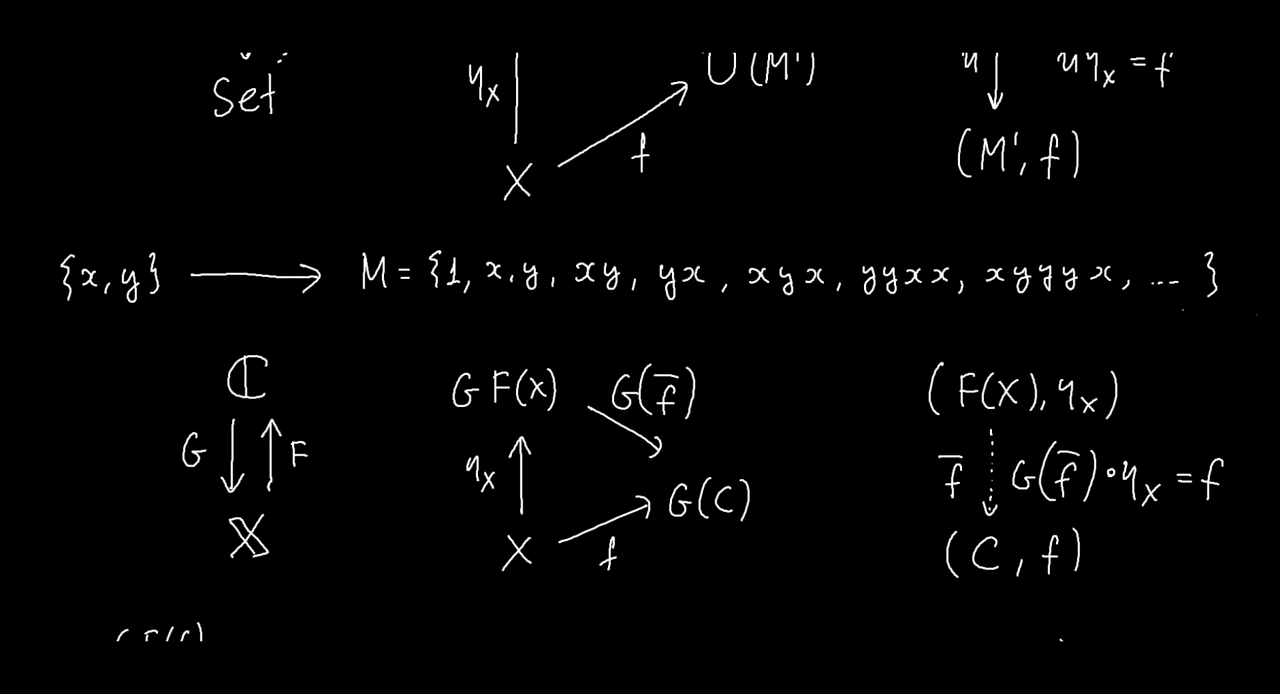 Set η_X U(M') u uη_X = f
X f (M', f)
{x, y} ⟶ M = {1, x, y, xy, yx, xyx, yyxx, xyyyx, ... }
ℂ GF(X) G(f̄) (F(X), η_X)
G ↓ ↑ F η_X ↑ G(C) f̄ G(f̄)∘η_X = f
𝕏 X f (C, f)